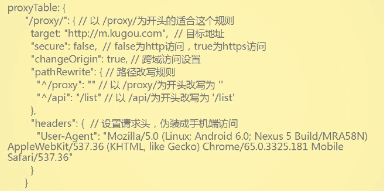 proxyTable: {
"/proxy/": { // 以 /proxy/为开头的适合这个规则
target: "http://m.kugou.com", // 目标地址
"secure": false, // false为http访问，true为https访问
"changeOrigin": true, // 跨域访问设置
"pathRewrite": { // 路径改写规则
"^/proxy": "" // 以 /proxy/为开头改写为 ''
"^/api": "/list" // 以 /api/为开头改写为 '/list'
},
"headers": { // 设置请求头，伪装成手机端访问
"User-Agent": "Mozilla/5.0 (Linux; Android 6.0; Nexus 5 Build/MRA58N)
AppleWebKit/537.36 (KHTML, like Gecko) Chrome/65.0.3325.181 Mobile
Safari/537.36"
}
}